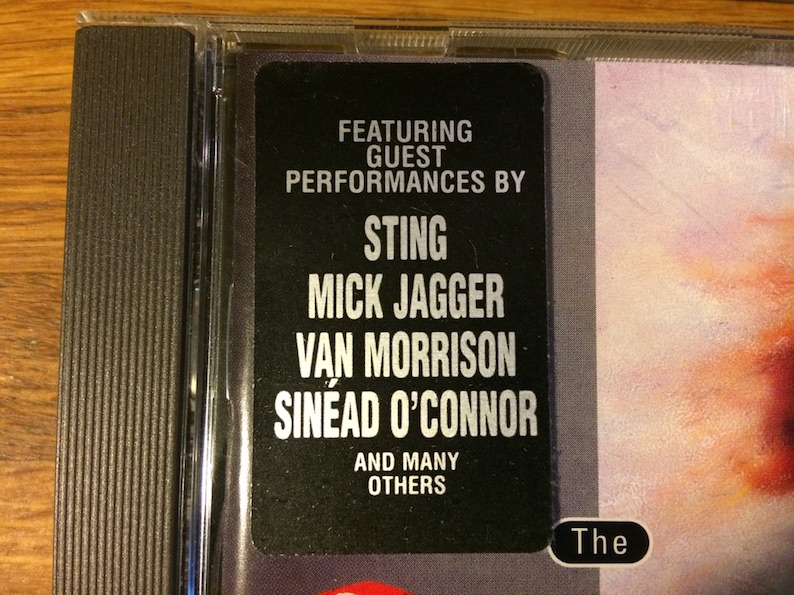 FEATURING
GUEST
PERFORMANCES BY
STING
MICK JAGGER
VAN MORRISON
SINÉAD O'CONNOR
AND MANY
OTHERS
The